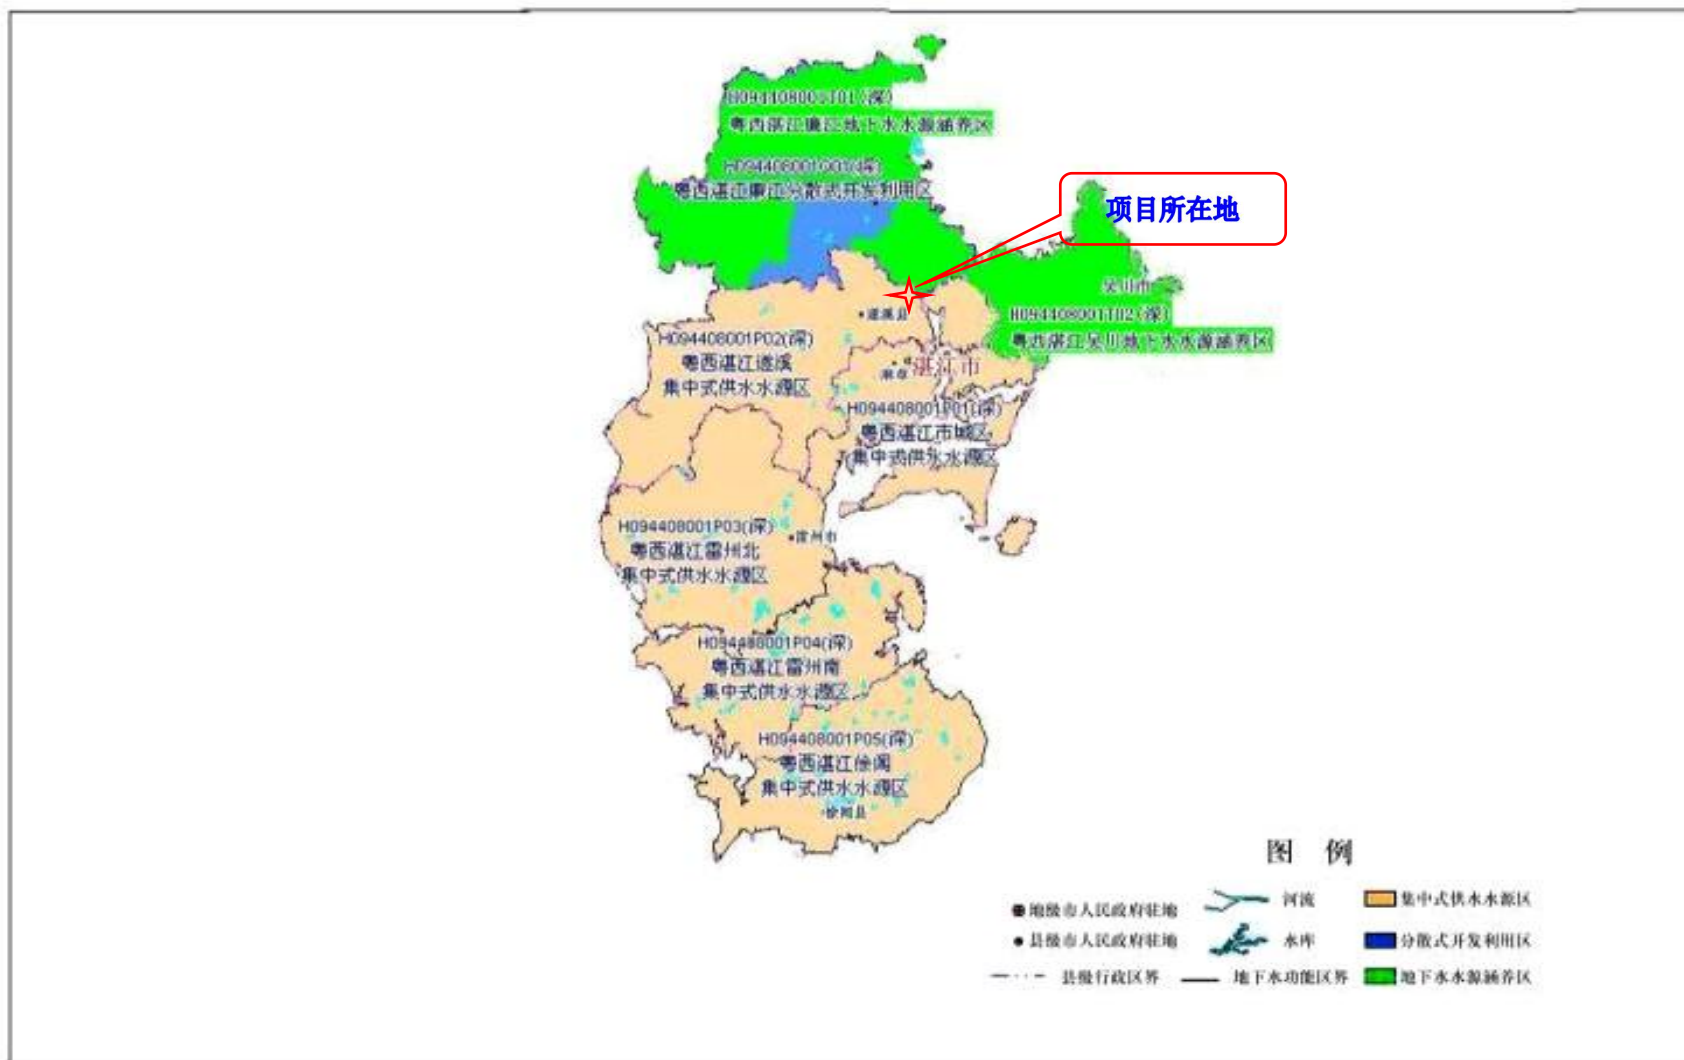 H094408001T01(深)
粤西湛江廉江地下水水源涵养区
H094408001Q01(深)
粤西湛江廉江分散式开发利用区
项目所在地
吴川市
H094408001T02(深)
粤西湛江吴川地下水水源涵养区
遂溪县
H094408001P02(深)
粤西湛江遂溪
集中式供水水源区
湛江市
H094408001P01(深)
粤西湛江市城区
集中式供水水源区
H094408001P03(深)
粤西湛江雷州北
集中式供水水源区
雷州市
H094408001P04(深)
粤西湛江雷州南
集中式供水水源区
H094408001P05(深)
粤西湛江徐闻
集中式供水水源区
徐闻县
图 例
地级市人民政府驻地
河流
集中式供水水源区
县级市人民政府驻地
水库
分散式开发利用区
县级行政区界
地下水功能区界
地下水水源涵养区